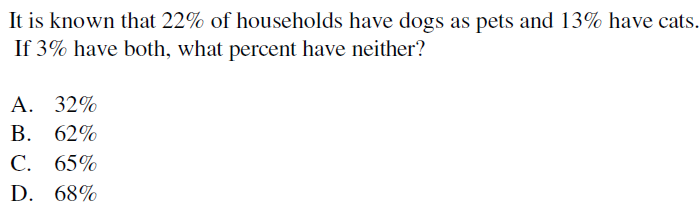 It is known that 22% of households have dogs as pets and 13% have cats.
If 3% have both, what percent have neither?
A. 32%
B. 62%
C. 65%
D. 68%